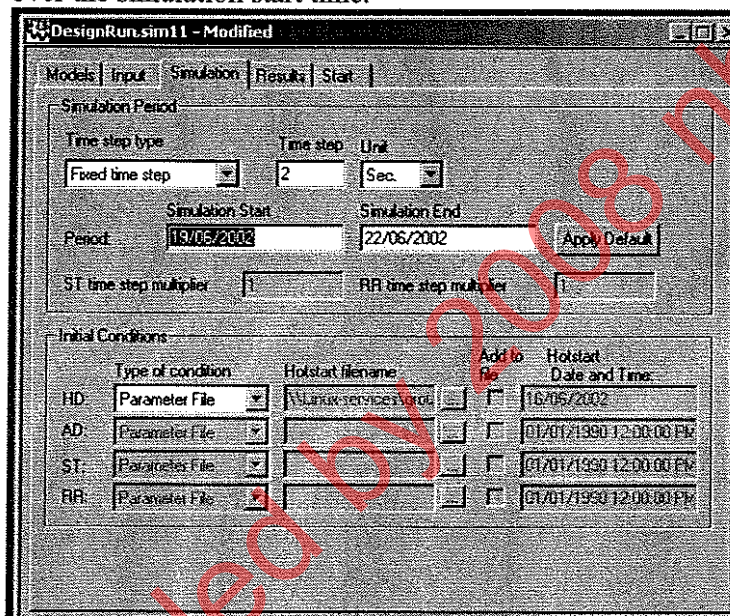 over the simulation start time.
DesignRun.sim11 - Modified
Models Input Simulation Results Start
Simulation Period
Time step type Time step Unit
Fixed time step 2 Sec.
Simulation Start Simulation End
Period: 19/06/2002 22/06/2002 Apply Default
ST time step multiplier 1 RR time step multiplier 1
Initial Conditions
Type of condition Hotstart filename Add to file Hotstart Date and Time:
HD: Parameter File 16/06/2002
AD: Parameter File 01/01/1990 12:00:00 PM
ST: Parameter File 01/01/1990 12:00:00 PM
RR: Parameter File 01/01/1990 12:00:00 PM
led by 2008